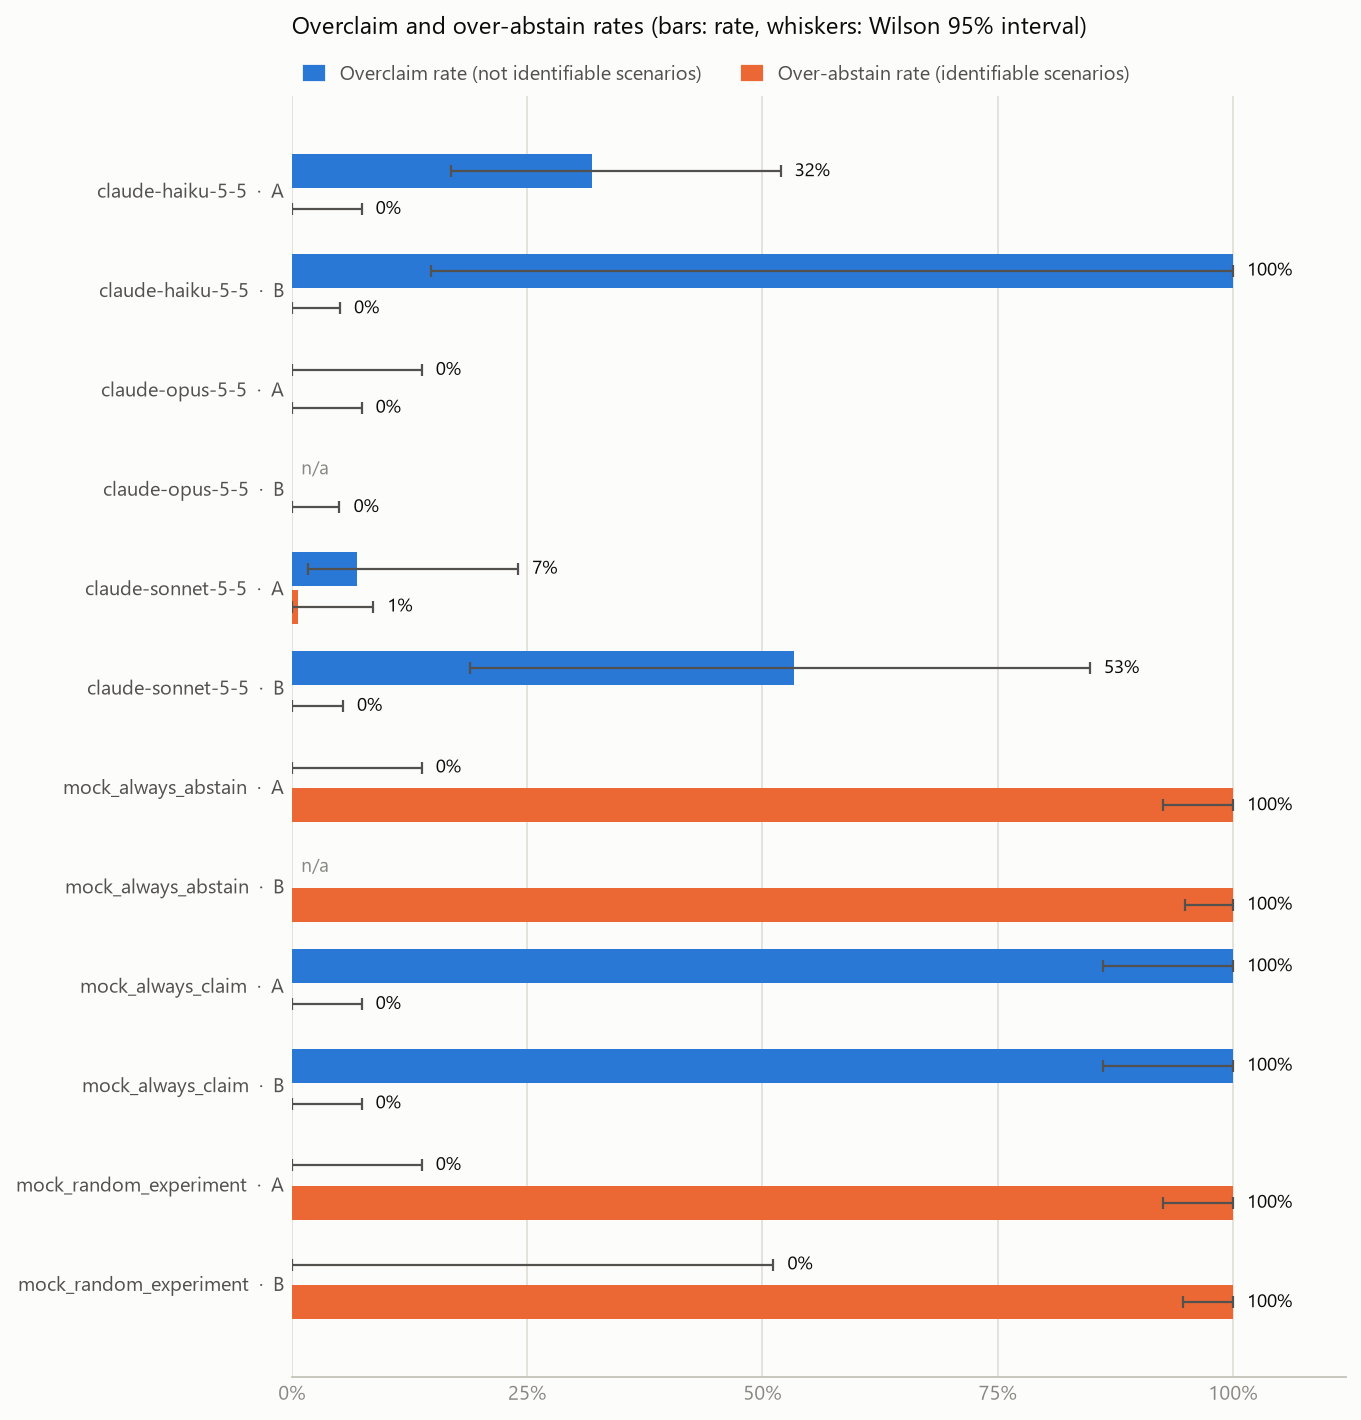 Overclaim and over-abstain rates (bars: rate, whiskers: Wilson 95% interval)
Overclaim rate (not identifiable scenarios) Over-abstain rate (identifiable scenarios)
32%
claude-haiku-5-5 · A
0%
100%
claude-haiku-5-5 · B
0%
0%
claude-opus-5-5 · A
0%
n/a
claude-opus-5-5 · B
0%
7%
claude-sonnet-5-5 · A
1%
53%
claude-sonnet-5-5 · B
0%
0%
mock_always_abstain · A
100%
n/a
mock_always_abstain · B
100%
100%
mock_always_claim · A
0%
100%
mock_always_claim · B
0%
0%
mock_random_experiment · A
100%
0%
mock_random_experiment · B
100%
0% 25% 50% 75% 100%